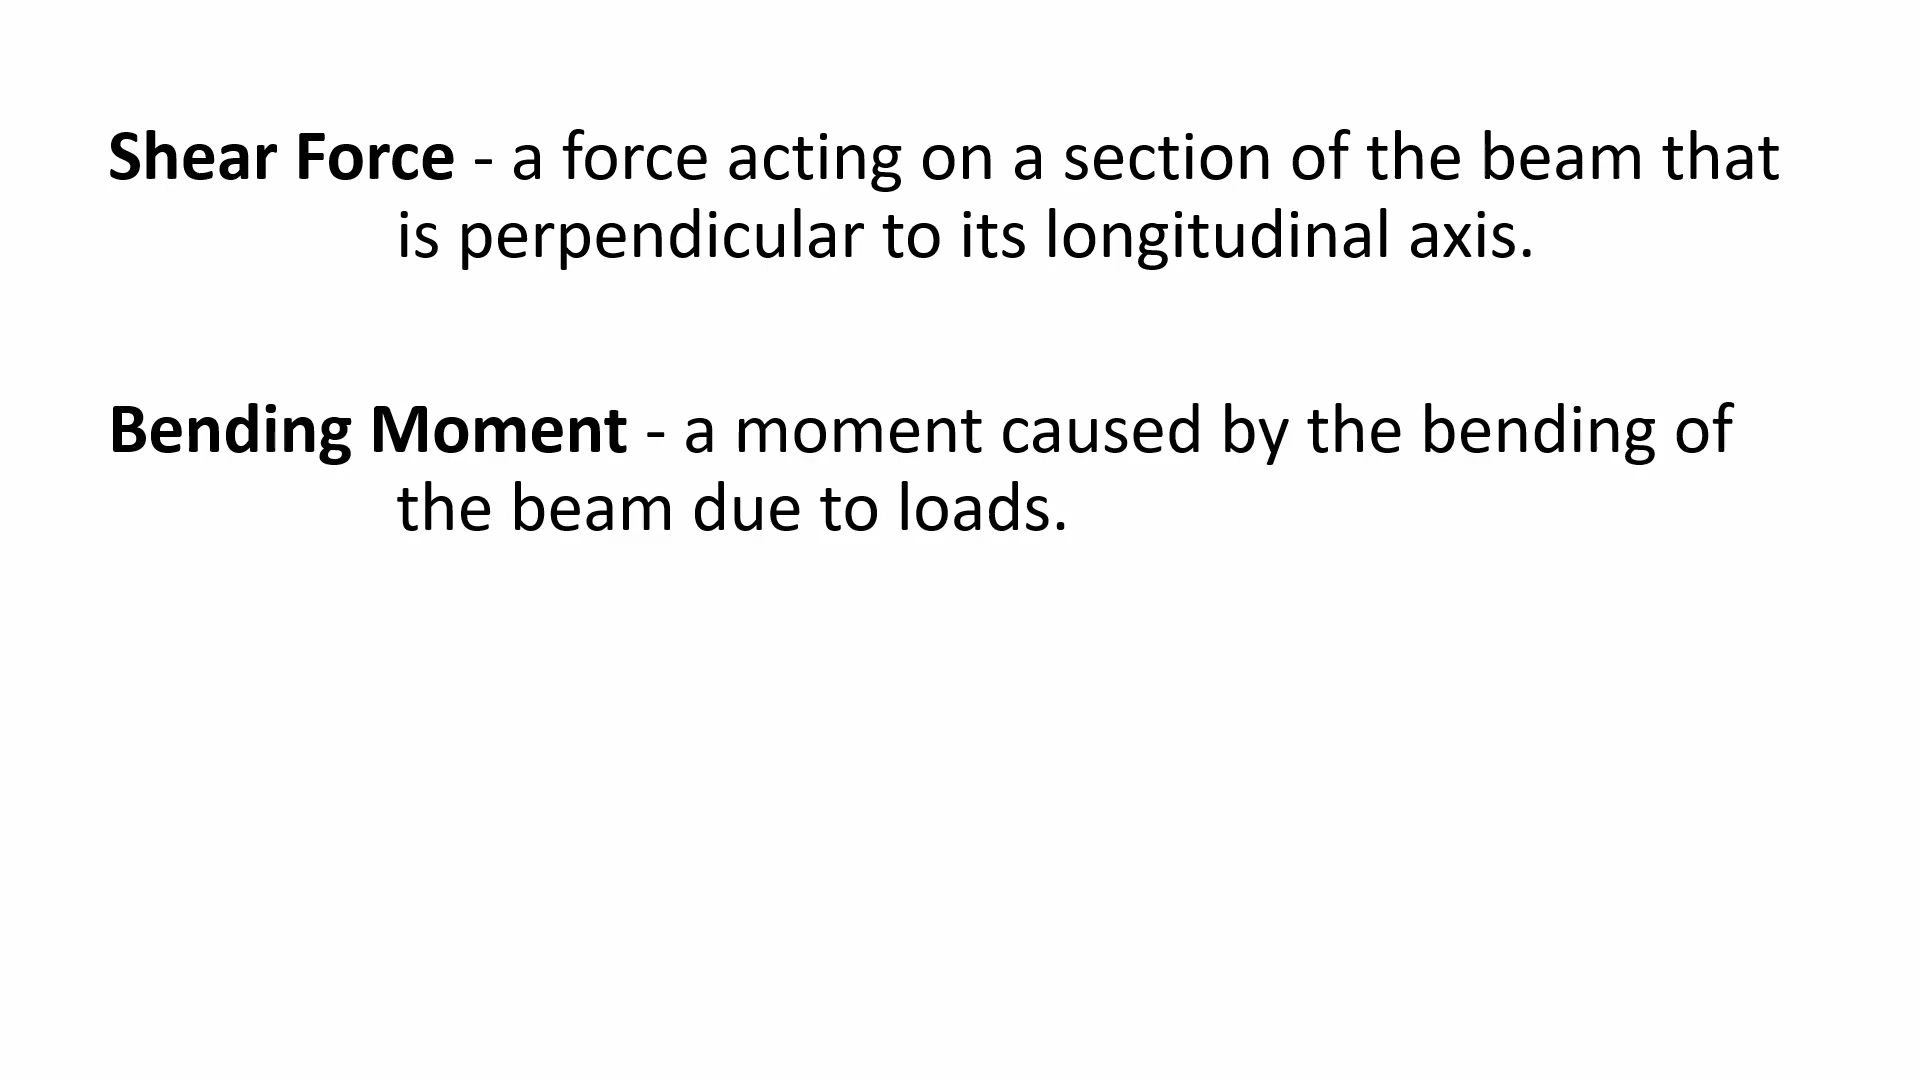 Shear Force - a force acting on a section of the beam that
is perpendicular to its longitudinal axis.
Bending Moment - a moment caused by the bending of
the beam due to loads.